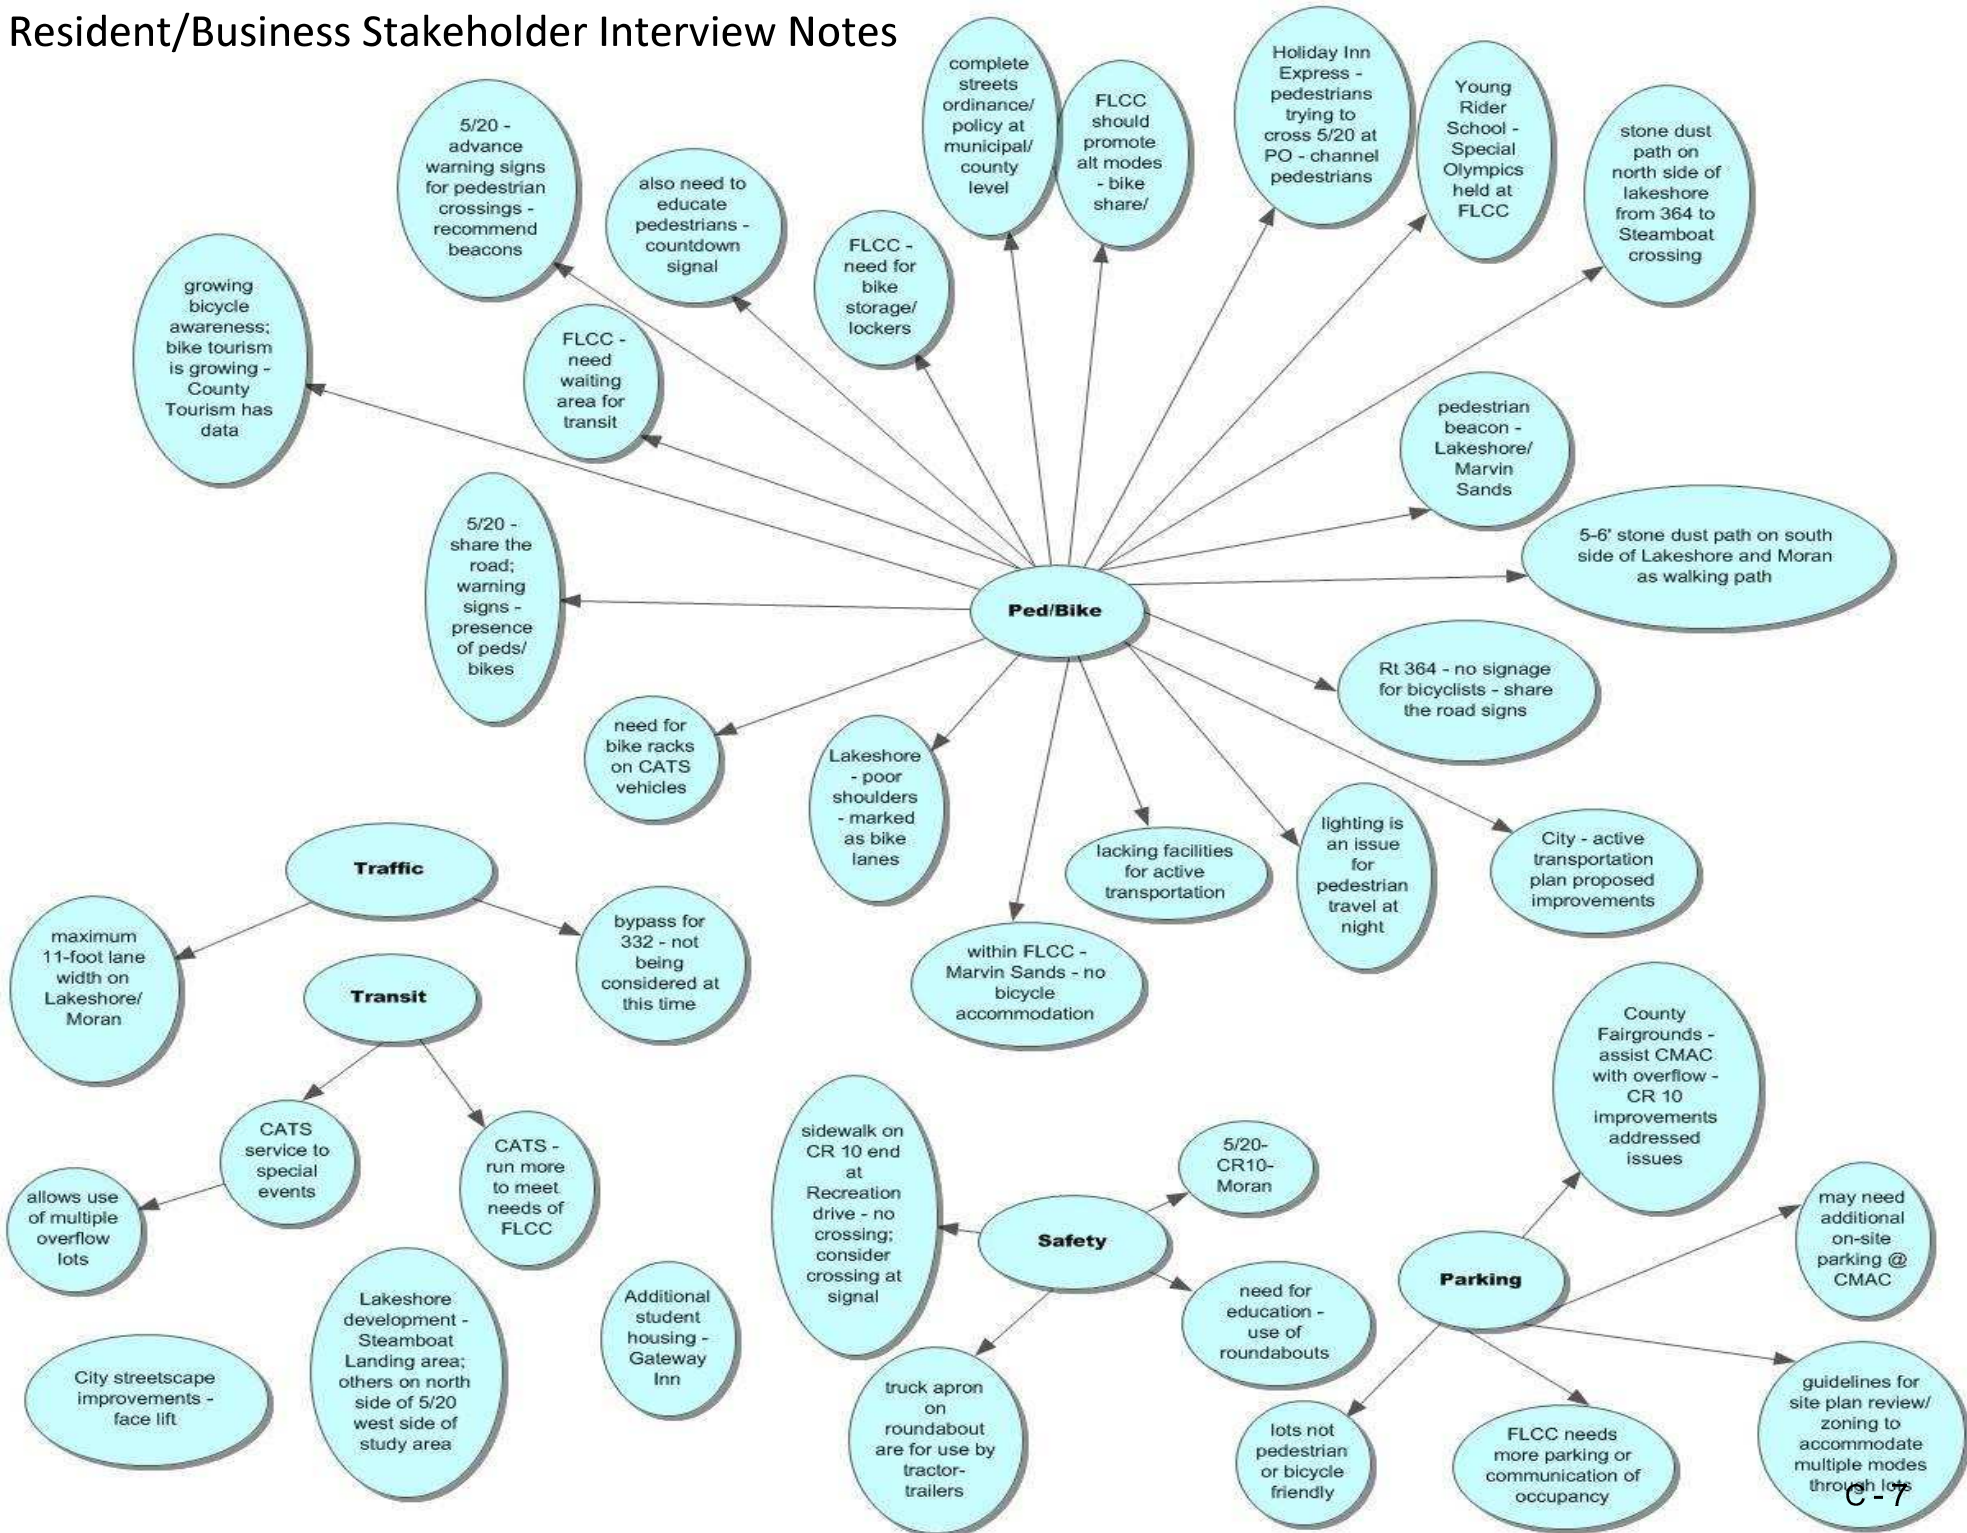 Resident/Business Stakeholder Interview Notes
complete
streets
ordinance/
policy at
municipal/
county
level
FLCC
should
promote
alt modes
- bike
share/
Holiday Inn
Express -
pedestrians
trying to
cross 5/20 at
PO - channel
pedestrians
Young
Rider
School -
Special
Olympics
held at
FLCC
stone dust
path on
north side of
lakeshore
from 364 to
Steamboat
crossing
5/20 -
advance
warning signs
for pedestrian
crossings -
recommend
beacons
also need to
educate
pedestrians -
countdown
signal
FLCC -
need for
bike
storage/
lockers
growing
bicycle
awareness;
bike tourism
is growing -
County
Tourism has
data
FLCC -
need
waiting
area for
transit
pedestrian
beacon -
Lakeshore/
Marvin
Sands
5/20 -
share the
road;
warning
signs -
presence
of peds/
bikes
5-6' stone dust path on south
side of Lakeshore and Moran
as walking path
Ped/Bike
Rt 364 - no signage
for bicyclists - share
the road signs
need for
bike racks
on CATS
vehicles
Lakeshore
- poor
shoulders
- marked
as bike
lanes
lacking facilities
for active
transportation
lighting is
an issue
for
pedestrian
travel at
night
City - active
transportation
plan proposed
improvements
within FLCC -
Marvin Sands - no
bicycle
accommodation
Traffic
maximum
11-foot lane
width on
Lakeshore/
Moran
bypass for
332 - not
being
considered at
this time
Transit
CATS
service to
special
events
CATS -
run more
to meet
needs of
FLCC
allows use
of multiple
overflow
lots
City streetscape
improvements -
face lift
Lakeshore
development -
Steamboat
Landing area;
others on north
side of 5/20
west side of
study area
Additional
student
housing -
Gateway
Inn
sidewalk on
CR 10 end
at
Recreation
drive - no
crossing;
consider
crossing at
signal
5/20-
CR10-
Moran
Safety
need for
education -
use of
roundabouts
truck apron
on
roundabout
are for use by
tractor-
trailers
County
Fairgrounds -
assist CMAC
with overflow -
CR 10
improvements
addressed
issues
may need
additional
on-site
parking @
CMAC
Parking
lots not
pedestrian
or bicycle
friendly
FLCC needs
more parking or
communication of
occupancy
guidelines for
site plan review/
zoning to
accommodate
multiple modes
through lots
C - 7